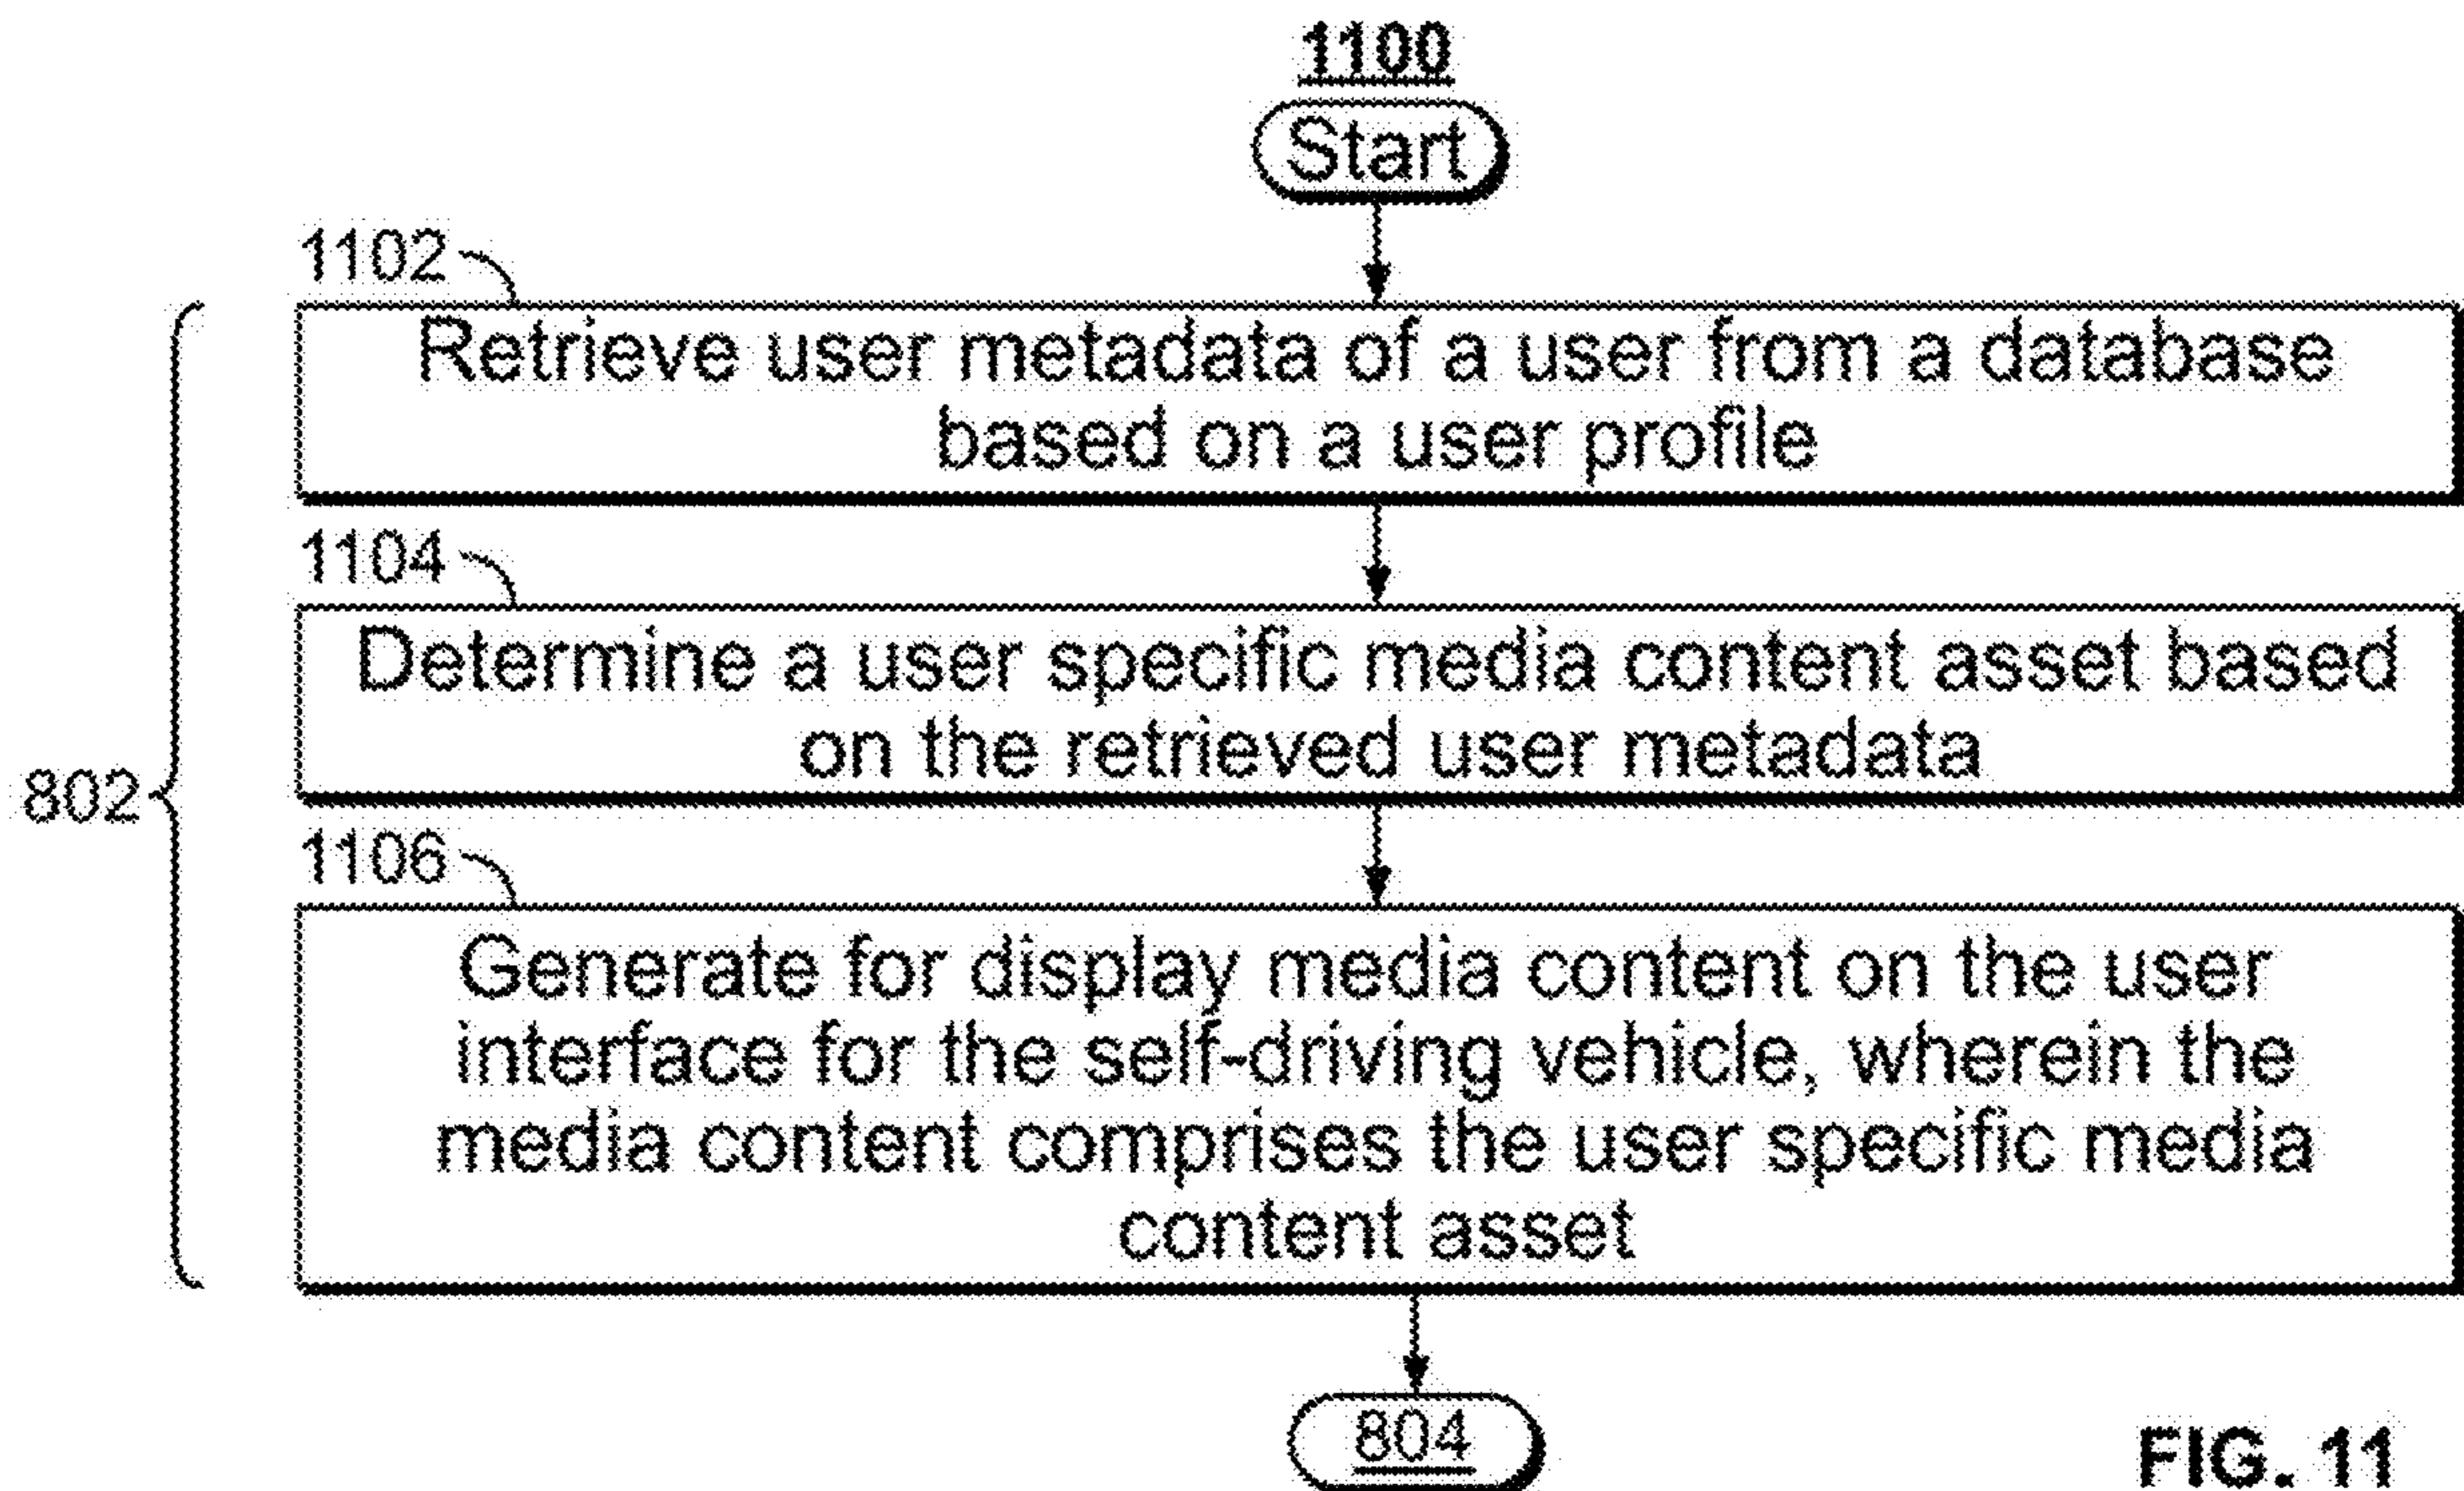 1100
Start
1102
Retrieve user metadata of a user from a database
based on a user profile
1104
Determine a user specific media content asset based
on the retrieved user metadata
802
1106
Generate for display media content on the user
interface for the self-driving vehicle, wherein the
media content comprises the user specific media
content asset
804
FIG. 11